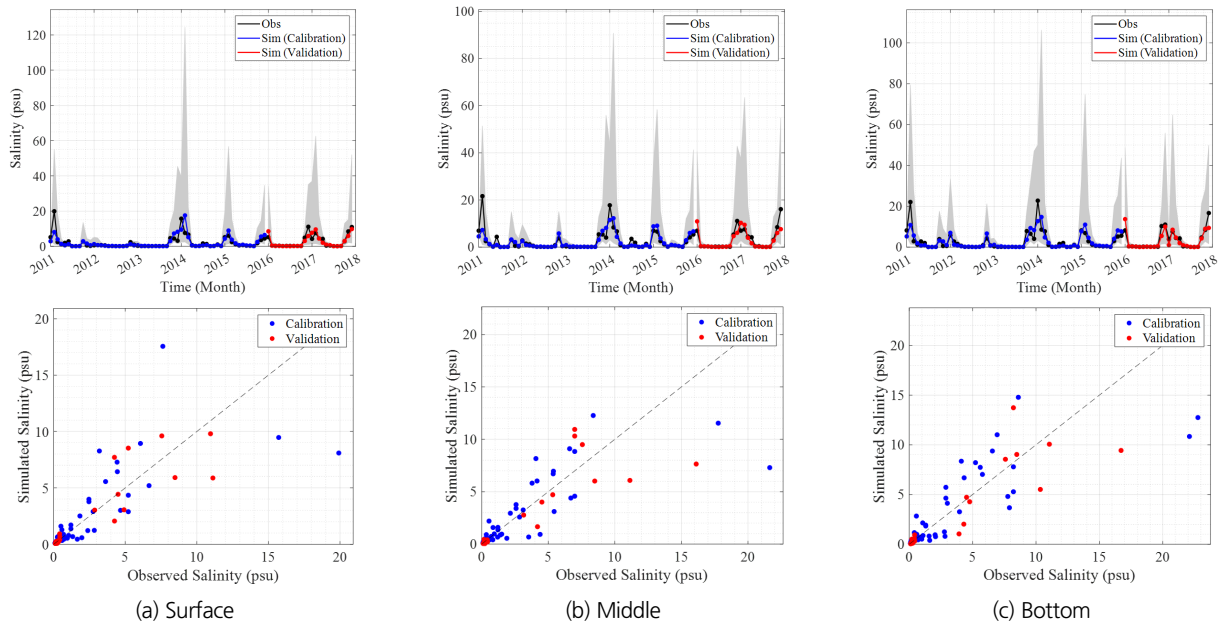 Obs
Sim (Calibration)
Sim (Validation)
Salinity (psu)
120
100
80
60
40
20
0
2011
2012
2013
2014
2015
2016
2017
2018
Time (Month)
Obs
Sim (Calibration)
Sim (Validation)
Salinity (psu)
100
80
60
40
20
0
2011
2012
2013
2014
2015
2016
2017
2018
Time (Month)
Obs
Sim (Calibration)
Sim (Validation)
Salinity (psu)
100
80
60
40
20
0
2011
2012
2013
2014
2015
2016
2017
2018
Time (Month)
Calibration
Validation
Simulated Salinity (psu)
20
15
10
5
0
0
5
10
15
20
Observed Salinity (psu)
Calibration
Validation
Simulated Salinity (psu)
20
15
10
5
0
0
5
10
15
20
Observed Salinity (psu)
Calibration
Validation
Simulated Salinity (psu)
20
15
10
5
0
0
5
10
15
20
Observed Salinity (psu)
(a) Surface
(b) Middle
(c) Bottom